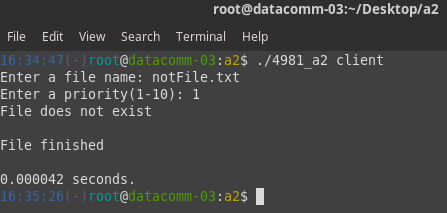 root@datacomm-03:~/Desktop/a2
File Edit View Search Terminal Help
16:34:47(-)root@datacomm-03:a2$ ./4981_a2 client
Enter a file name: notFile.txt
Enter a priority(1-10): 1
File does not exist
File finished
0.000042 seconds.
16:35:26(-)root@datacomm-03:a2$